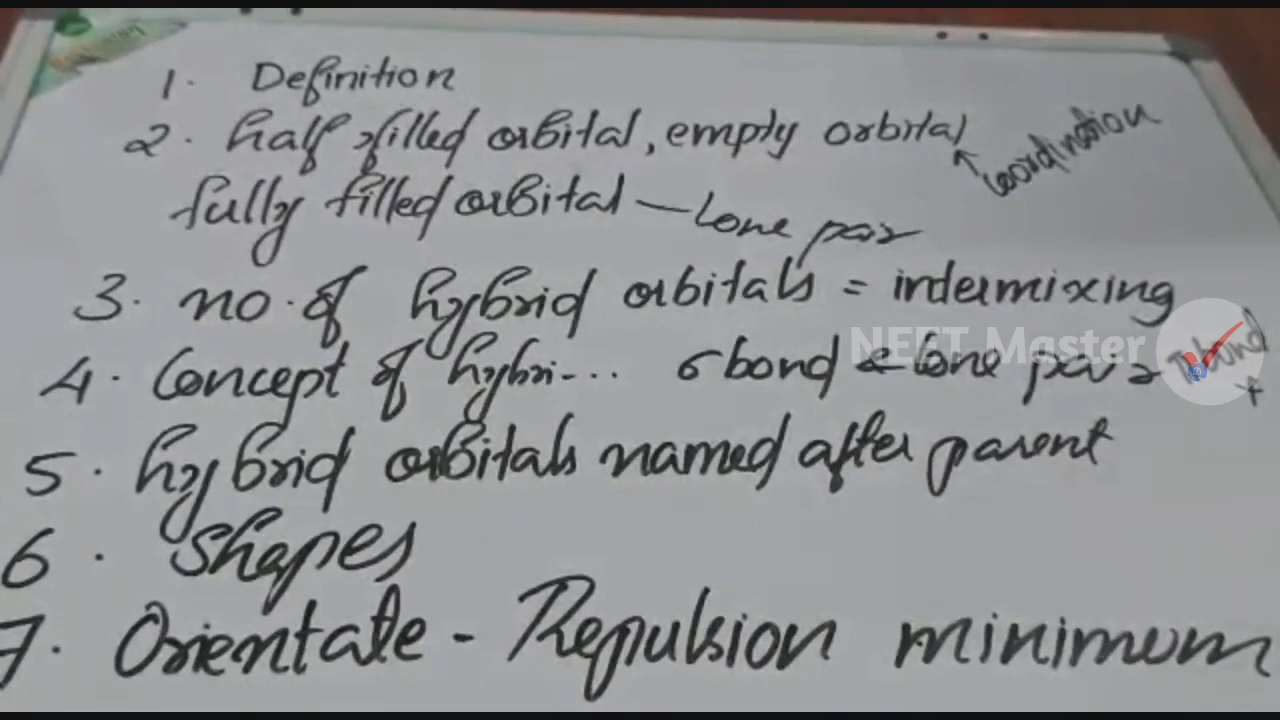 1. Definition
2. half filled orbital, empty orbital
coordination
fully filled orbital — Lone pair
3. no. of hybrid orbitals = intermixing
4. Concept of hybri-... σ bond & lone pair π bond x
NEET Master
5. hybrid orbitals named after parent
6. Shapes
7. Orientate - Repulsion minimum